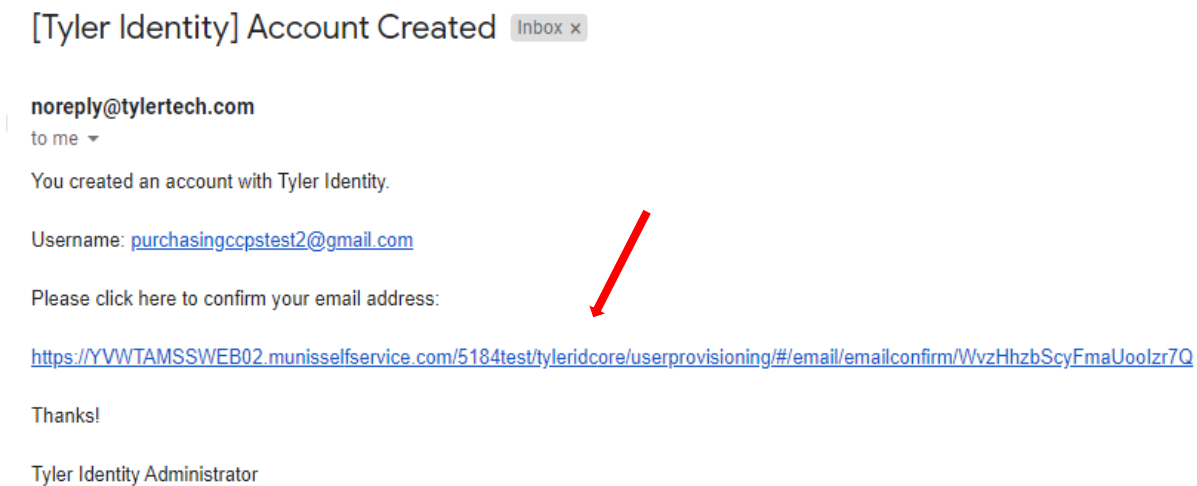 [Tyler Identity] Account Created Inbox ×
noreply@tylertech.com
to me
You created an account with Tyler Identity.
Username: purchasingccpstest2@gmail.com
Please click here to confirm your email address:
https://YVWTAMSSWEB02.munisselfservice.com/5184test/tyleridcore/userprovisioning/#/email/emailconfirm/WvzHhzbScyFmaUooIzr7Q
Thanks!
Tyler Identity Administrator